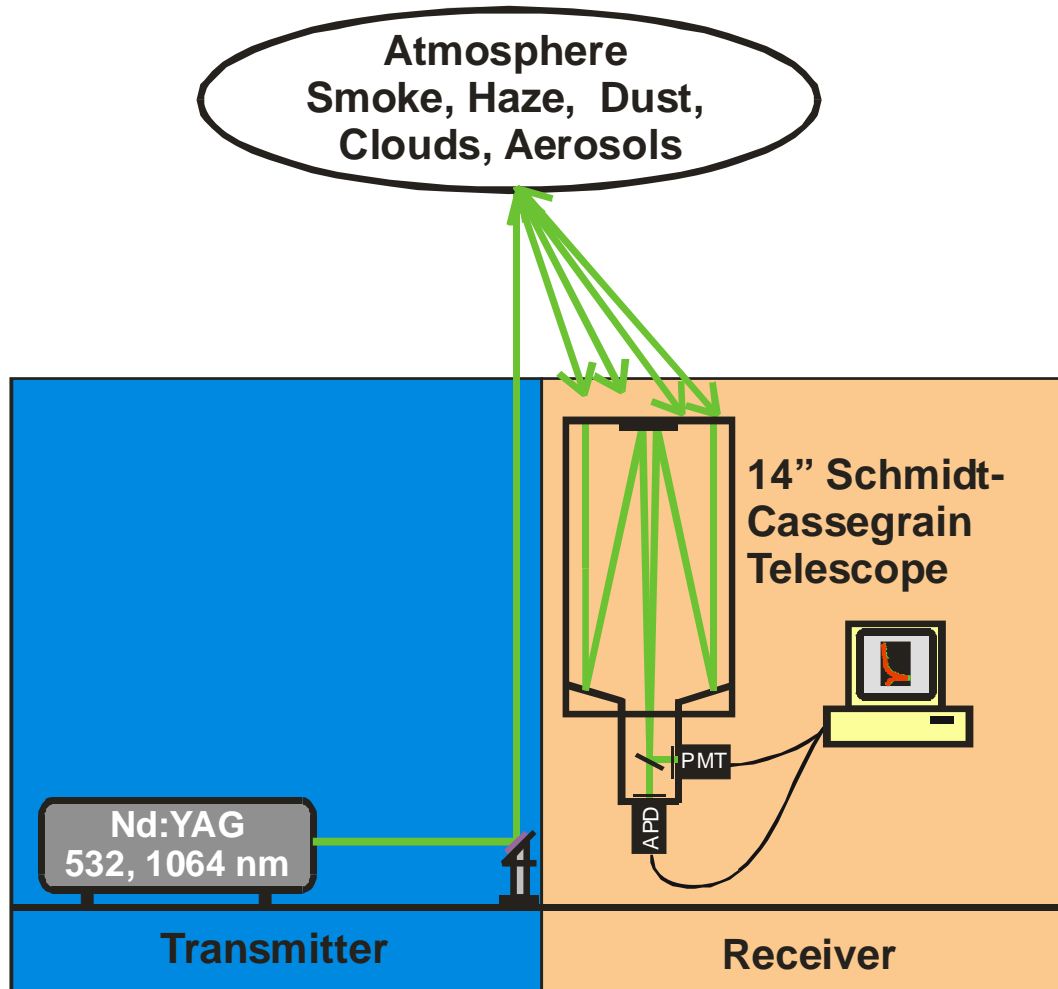 Atmosphere
Smoke, Haze, Dust,
Clouds, Aerosols
14” Schmidt-
Cassegrain
Telescope
PMT
APD
Nd:YAG
532, 1064 nm
Transmitter
Receiver